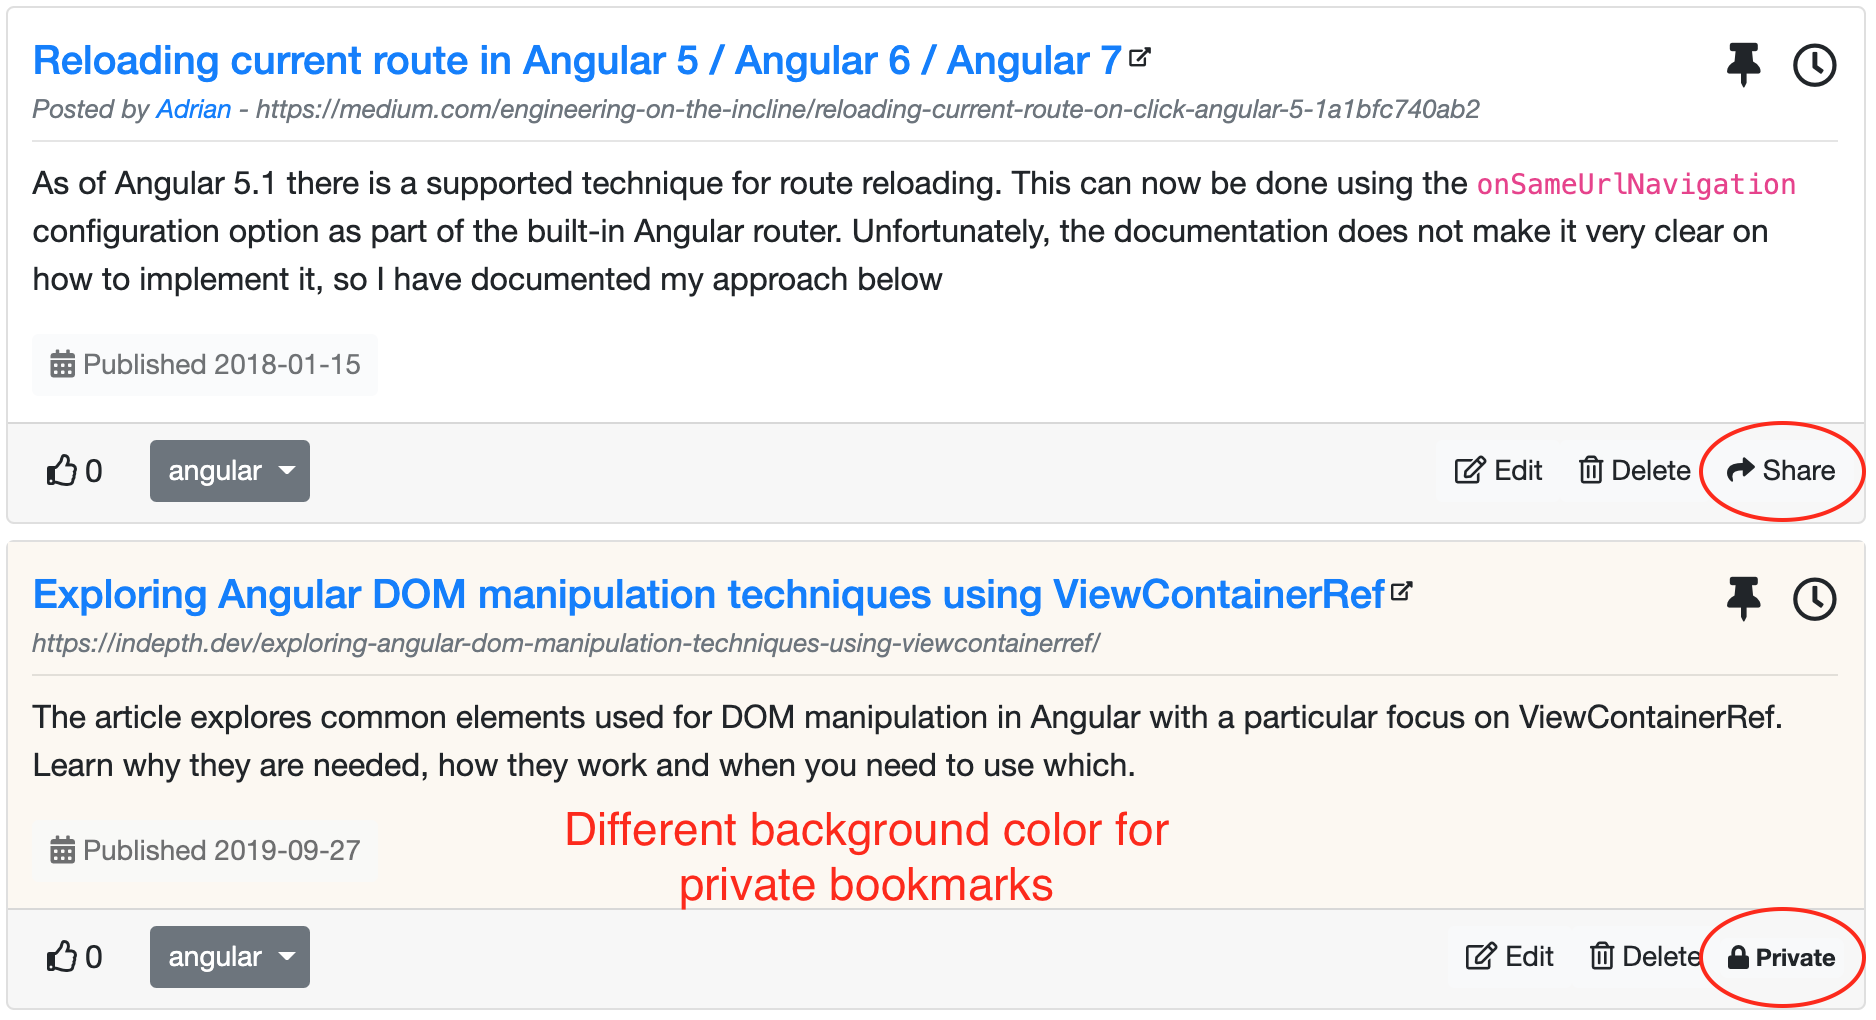 Reloading current route in Angular 5 / Angular 6 / Angular 7
Posted by Adrian - https://medium.com/engineering-on-the-incline/reloading-current-route-on-click-angular-5-1a1bfc740ab2
As of Angular 5.1 there is a supported technique for route reloading. This can now be done using the onSameUrlNavigation
configuration option as part of the built-in Angular router. Unfortunately, the documentation does not make it very clear on
how to implement it, so I have documented my approach below
Published 2018-01-15
0 angular Edit Delete Share
Exploring Angular DOM manipulation techniques using ViewContainerRef
https://indepth.dev/exploring-angular-dom-manipulation-techniques-using-viewcontainerref/
The article explores common elements used for DOM manipulation in Angular with a particular focus on ViewContainerRef.
Learn why they are needed, how they work and when you need to use which.
Different background color for
private bookmarks
Published 2019-09-27
0 angular Edit Delete Private